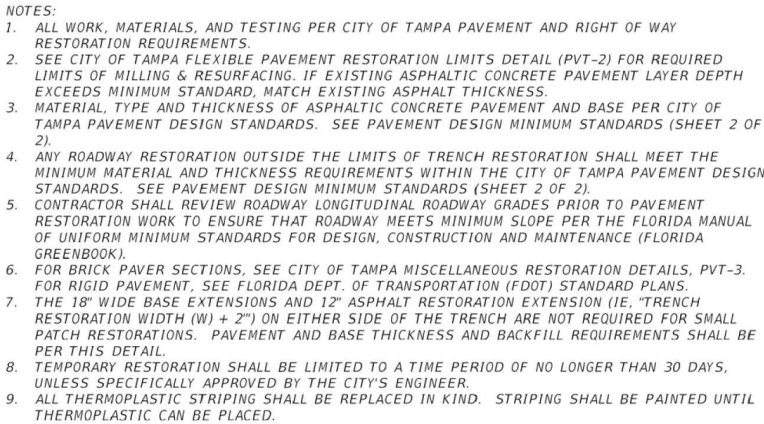 NOTES:
1. ALL WORK, MATERIALS, AND TESTING PER CITY OF TAMPA PAVEMENT AND RIGHT OF WAY
RESTORATION REQUIREMENTS.
2. SEE CITY OF TAMPA FLEXIBLE PAVEMENT RESTORATION LIMITS DETAIL (PVT-2) FOR REQUIRED
LIMITS OF MILLING & RESURFACING. IF EXISTING ASPHALTIC CONCRETE PAVEMENT LAYER DEPTH
EXCEEDS MINIMUM STANDARD, MATCH EXISTING ASPHALT THICKNESS.
3. MATERIAL, TYPE AND THICKNESS OF ASPHALTIC CONCRETE PAVEMENT AND BASE PER CITY OF
TAMPA PAVEMENT DESIGN STANDARDS. SEE PAVEMENT DESIGN MINIMUM STANDARDS (SHEET 2 OF
2).
4. ANY ROADWAY RESTORATION OUTSIDE THE LIMITS OF TRENCH RESTORATION SHALL MEET THE
MINIMUM MATERIAL AND THICKNESS REQUIREMENTS WITHIN THE CITY OF TAMPA PAVEMENT DESIGN
STANDARDS. SEE PAVEMENT DESIGN MINIMUM STANDARDS (SHEET 2 OF 2).
5. CONTRACTOR SHALL REVIEW ROADWAY LONGITUDINAL ROADWAY GRADES PRIOR TO PAVEMENT
RESTORATION WORK TO ENSURE THAT ROADWAY MEETS MINIMUM SLOPE PER THE FLORIDA MANUAL
OF UNIFORM MINIMUM STANDARDS FOR DESIGN, CONSTRUCTION AND MAINTENANCE (FLORIDA
GREENBOOK).
6. FOR BRICK PAVER SECTIONS, SEE CITY OF TAMPA MISCELLANEOUS RESTORATION DETAILS, PVT-3.
FOR RIGID PAVEMENT, SEE FLORIDA DEPT. OF TRANSPORTATION (FDOT) STANDARD PLANS.
7. THE 18" WIDE BASE EXTENSIONS AND 12" ASPHALT RESTORATION EXTENSION (IE, "TRENCH
RESTORATION WIDTH (W) + 2'") ON EITHER SIDE OF THE TRENCH ARE NOT REQUIRED FOR SMALL
PATCH RESTORATIONS. PAVEMENT AND BASE THICKNESS AND BACKFILL REQUIREMENTS SHALL BE
PER THIS DETAIL.
8. TEMPORARY RESTORATION SHALL BE LIMITED TO A TIME PERIOD OF NO LONGER THAN 30 DAYS,
UNLESS SPECIFICALLY APPROVED BY THE CITY'S ENGINEER.
9. ALL THERMOPLASTIC STRIPING SHALL BE REPLACED IN KIND. STRIPING SHALL BE PAINTED UNTIL
THERMOPLASTIC CAN BE PLACED.